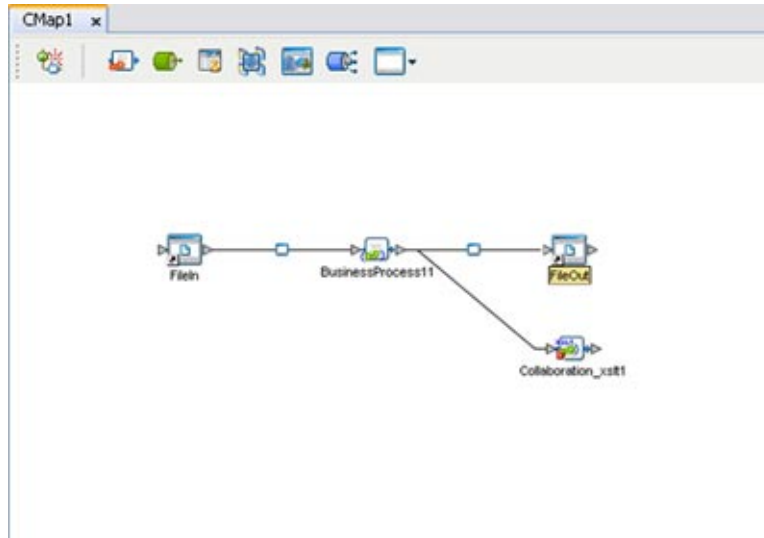 CMap1 x
FileIn
BusinessProcess11
FileOut
Collaboration_xslt1